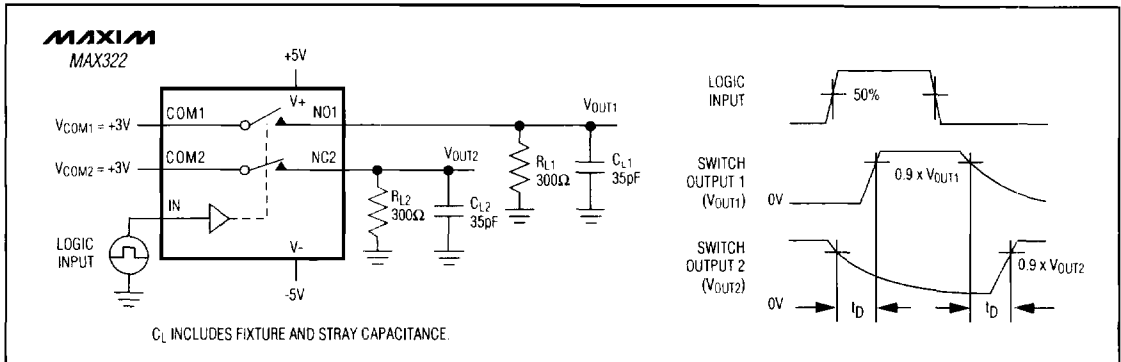 MAXIM
MAX322
+5V
V+
COM1
NO1
VCOM1 = +3V
VOUT1
COM2
NC2
VCOM2 = +3V
VOUT2
RL1
300Ω
CL1
35pF
RL2
300Ω
CL2
35pF
IN
LOGIC
INPUT
V-
-5V
CL INCLUDES FIXTURE AND STRAY CAPACITANCE.
LOGIC
INPUT
50%
SWITCH
OUTPUT 1
(VOUT1)
0V
0.9 x VOUT1
SWITCH
OUTPUT 2
(VOUT2)
0V
0.9 x VOUT2
tD
tD